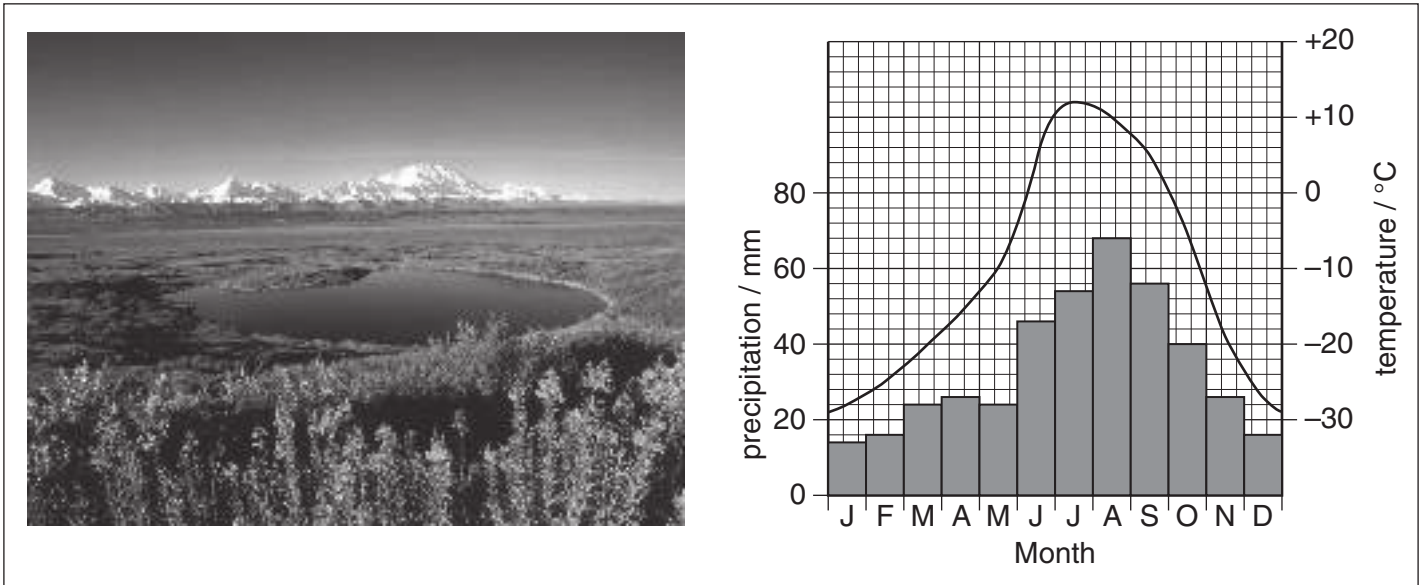 +20
+10
0
–10
–20
–30
temperature / °C
80
60
40
20
0
precipitation / mm
J F M A M J J A S O N D
Month